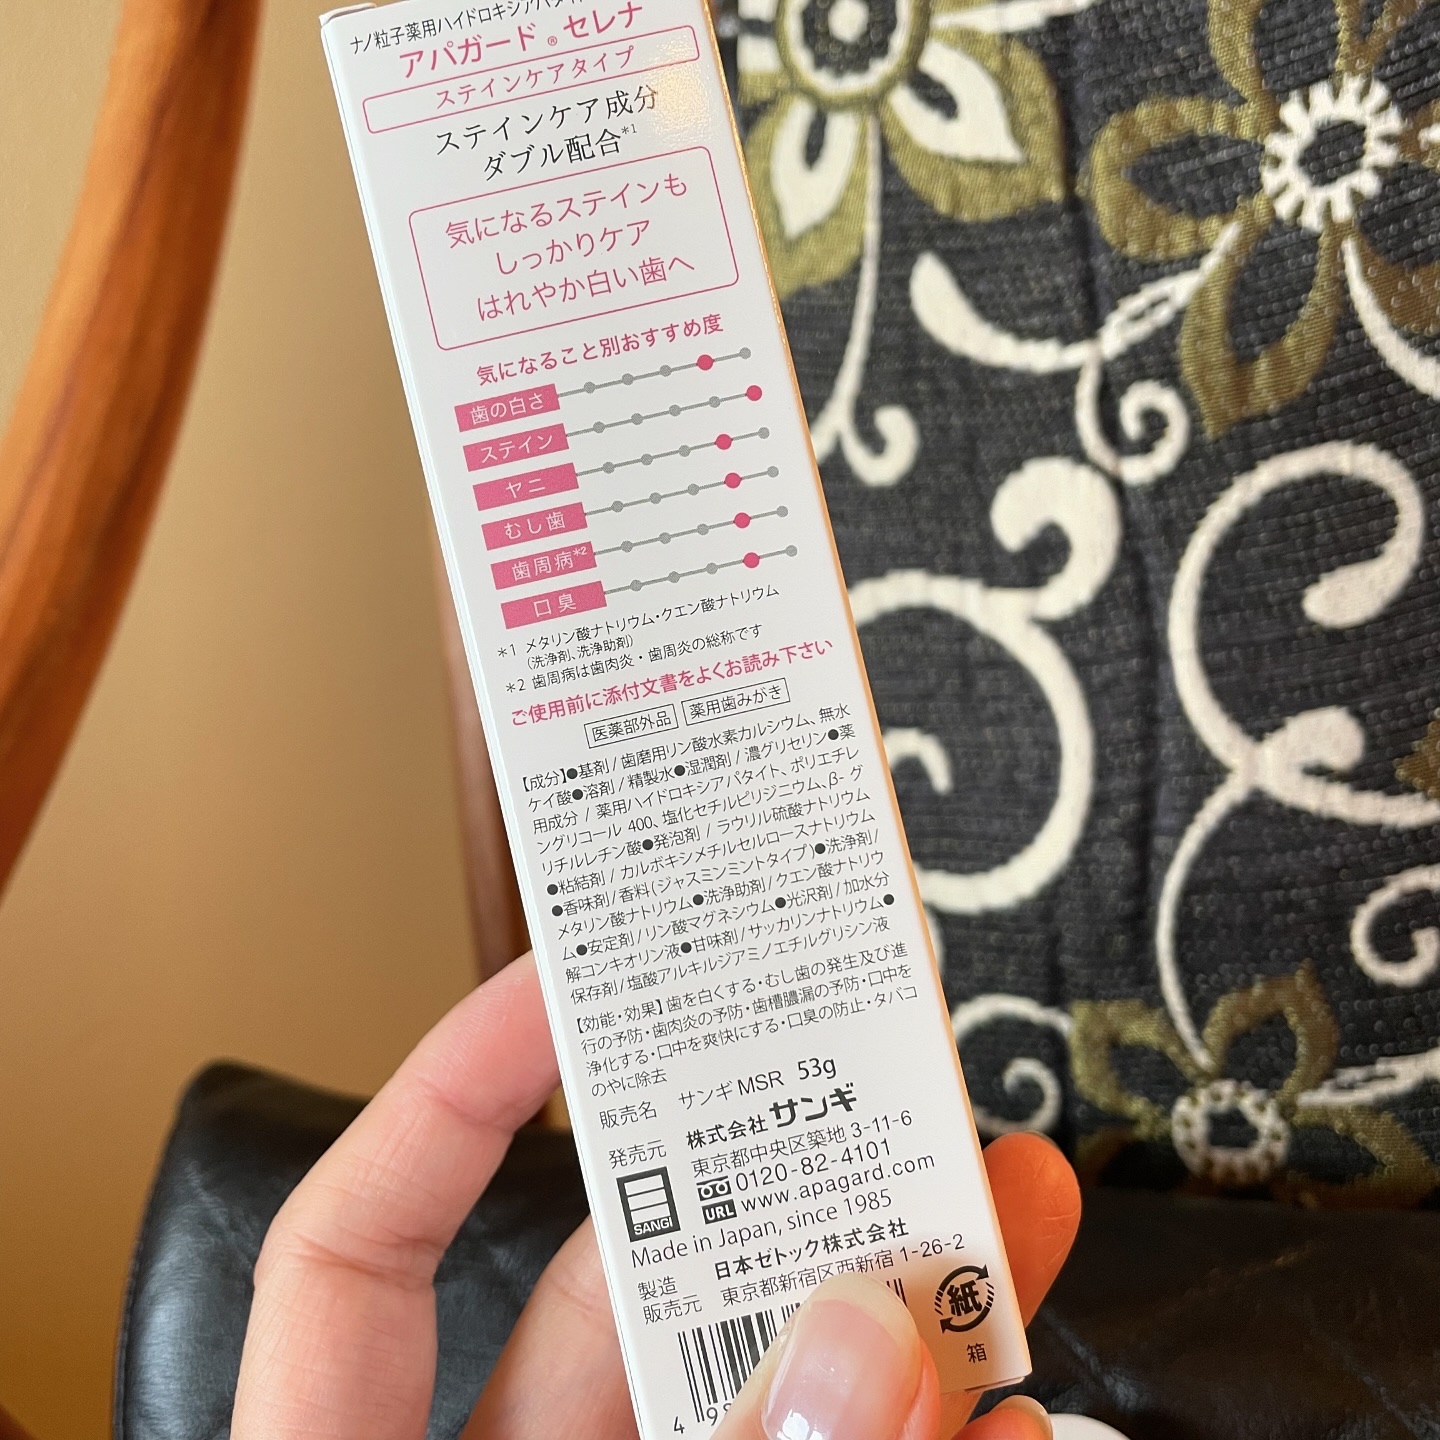 ナノ粒子薬用ハイドロキシアパタイ
アパガード®セレナ
ステインケアタイプ
ステインケア成分
ダブル配合*1
気になるステインも
しっかりケア
はれやか白い歯へ
気になること別おすすめ度
歯の白さ
ステイン
ヤニ
むし歯
歯周病*2
口臭
*1 メタリン酸ナトリウム・クエン酸ナトリウム
(洗浄剤、洗浄助剤)
*2 歯周病は歯肉炎・歯周炎の総称です
ご使用前に添付文書をよくお読み下さい
医薬部外品 薬用歯みがき
【成分】●基剤/歯磨用リン酸水素カルシウム、無水
ケイ酸●溶剤/精製水●湿潤剤/濃グリセリン●薬
用成分/薬用ハイドロキシアパタイト、ポリエチレ
ングリコール 400、塩化セチルピリジニウム、β-グ
リチルレチン酸●発泡剤/ラウリル硫酸ナトリウム
●粘結剤/カルボキシメチルセルロースナトリウム
●香味剤/香料(ジャスミンミントタイプ)●洗浄剤/
メタリン酸ナトリウム●洗浄助剤/クエン酸ナトリウ
ム●安定剤/リン酸マグネシウム●光沢剤/加水分
解コンキオリン液●甘味剤/サッカリンナトリウム●
保存剤/塩酸アルキルジアミノエチルグリシン液
【効能・効果】歯を白くする・むし歯の発生及び進
行の予防・歯肉炎の予防・歯槽膿漏の予防・口中を
浄化する・口中を爽快にする・口臭の防止・タバコ
のやに除去
販売名 サンギMSR 53g
発売元 株式会社サンギ
東京都中央区築地 3-11-6
0120-82-4101
URL www.apagard.com
SANGI
Made in Japan, since 1985
製造
販売元
日本ゼトック株式会社
東京都新宿区西新宿 1-26-2
紙
箱
4 98